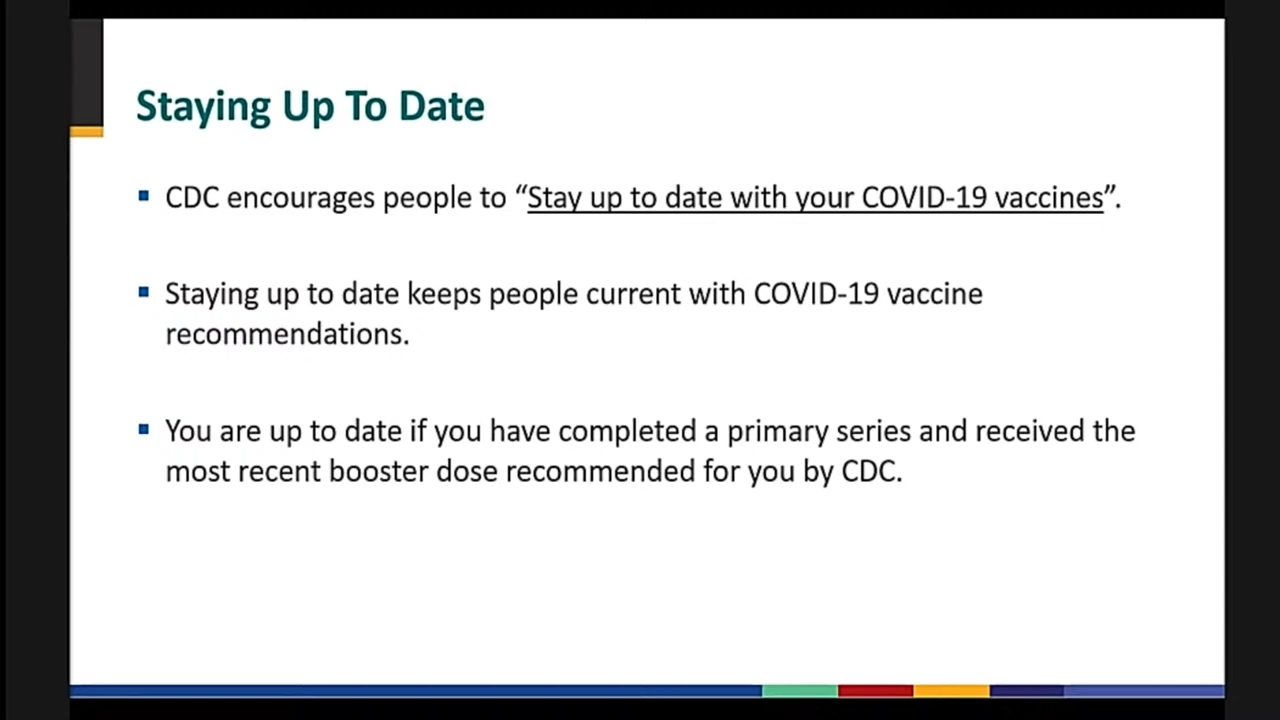 Staying Up To Date
CDC encourages people to “Stay up to date with your COVID-19 vaccines”.
Staying up to date keeps people current with COVID-19 vaccine
recommendations.
You are up to date if you have completed a primary series and received the
most recent booster dose recommended for you by CDC.